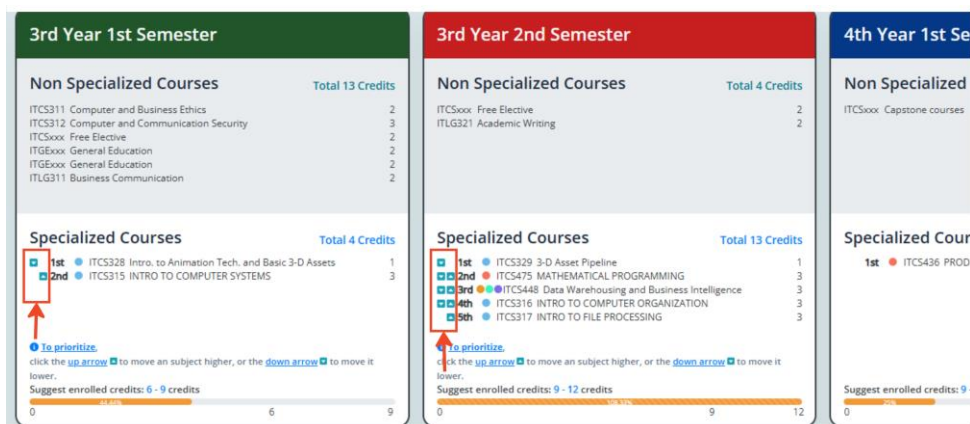 3rd Year 1st Semester
Non Specialized Courses Total 13 Credits
ITCS311 Computer and Business Ethics 2
ITCS312 Computer and Communication Security 3
ITCSxxx Free Elective 2
ITGExxx General Education 2
ITGExxx General Education 2
ITLG311 Business Communication 2
Specialized Courses Total 4 Credits
1st ITCS328 Intro. to Animation Tech. and Basic 3-D Assets 1
2nd ITCS315 INTRO TO COMPUTER SYSTEMS 3
To prioritize,
click the up arrow to move an subject higher, or the down arrow to move it
lower.
Suggest enrolled credits: 6 - 9 credits
44.44%
0 6 9
3rd Year 2nd Semester
Non Specialized Courses Total 4 Credits
ITCSxxx Free Elective 2
ITLG321 Academic Writing 2
Specialized Courses Total 13 Credits
1st ITCS329 3-D Asset Pipeline 1
2nd ITCS475 MATHEMATICAL PROGRAMMING 3
3rd ITCS448 Data Warehousing and Business Intelligence 3
4th ITCS316 INTRO TO COMPUTER ORGANIZATION 3
5th ITCS317 INTRO TO FILE PROCESSING 3
To prioritize,
click the up arrow to move an subject higher, or the down arrow to move it
lower.
Suggest enrolled credits: 9 - 12 credits
108.33%
0 9 12
4th Year 1st Se
Non Specialized
ITCSxxx Capstone courses
Specialized Cour
1st ITCS436 PROD
Suggest enrolled credits: 9
25%
0